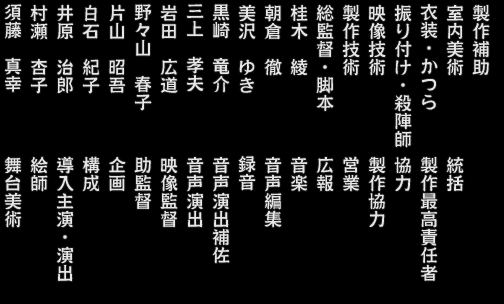 製作補助
室内美術
衣装・かつら
振り付け・殺陣師
映像技術
製作技術
総監督・脚本
桂木 綾
朝倉 徹
美沢 ゆき
黒崎 竜介
三上 孝夫
岩田 広道
野々山 春子
片山 昭吾
白石 紀子
井原 治郎
村瀬 杏子
須藤 真幸
統括
製作最高責任者
協力
製作協力
営業
広報
音楽
音声編集
録音
音声演出補佐
音声演出
映像監督
助監督
企画
構成
導入主演・演出
絵師
舞台美術